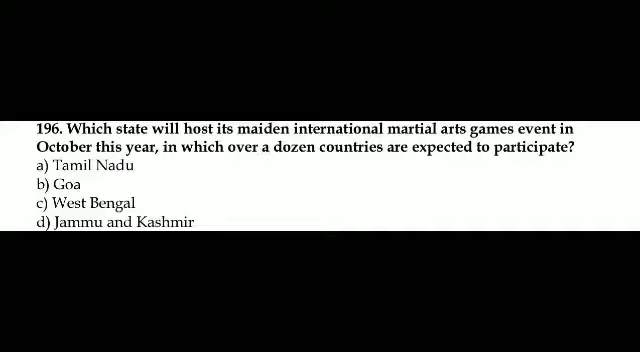 196. Which state will host its maiden international martial arts games event in
October this year, in which over a dozen countries are expected to participate?
a) Tamil Nadu
b) Goa
c) West Bengal
d) Jammu and Kashmir